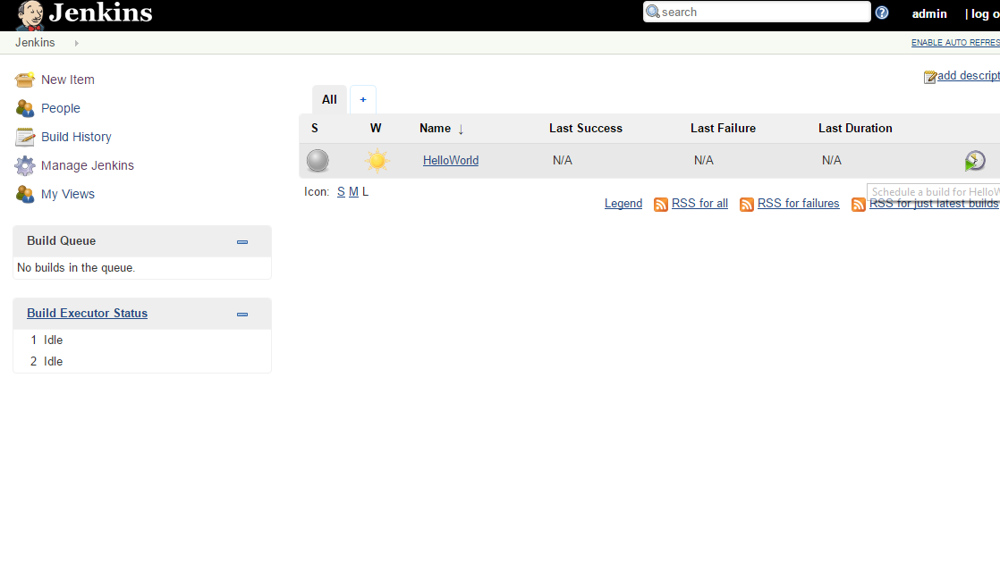 Jenkins
search
admin
| log o
Jenkins
ENABLE AUTO REFRES
New Item
People
Build History
Manage Jenkins
My Views
add descript
All
+
S W Name ↓ Last Success Last Failure Last Duration
HelloWorld N/A N/A N/A
Icon: S M L
Schedule a build for HelloW
Legend RSS for all RSS for failures RSS for just latest builds
Build Queue
No builds in the queue.
Build Executor Status
1 Idle
2 Idle